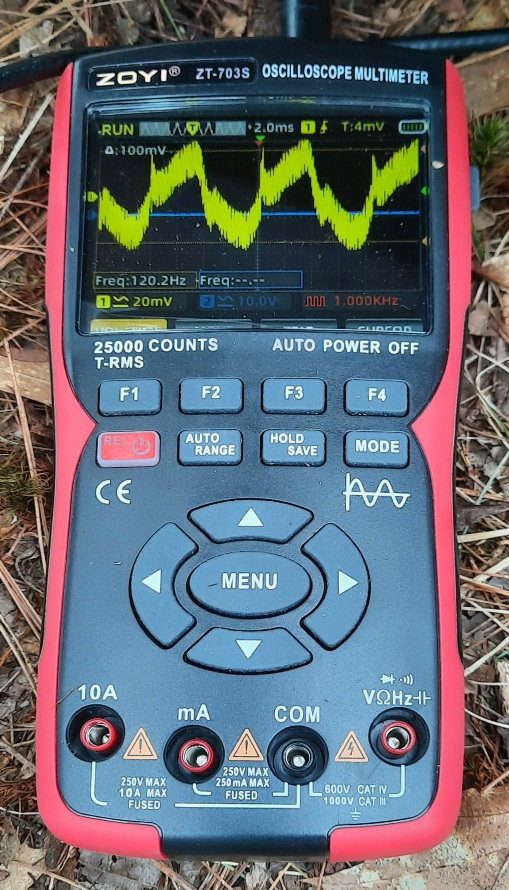 ZOYI® ZT-703S OSCILLOSCOPE MULTIMETER
RUN T 2.0ms 1 T:4mV
Δ:100mV
Freq:120.2Hz Freq:--.--
1 20mV 2 10.0V 1.000KHz
25000 COUNTS AUTO POWER OFF
T-RMS
F1 F2 F3 F4
AUTO RANGE HOLD SAVE MODE
CE
MENU
10A mA COM VΩHz
250V MAX
10A MAX
FUSED
250V MAX
250mA MAX
FUSED
600V CAT IV
1000V CAT III